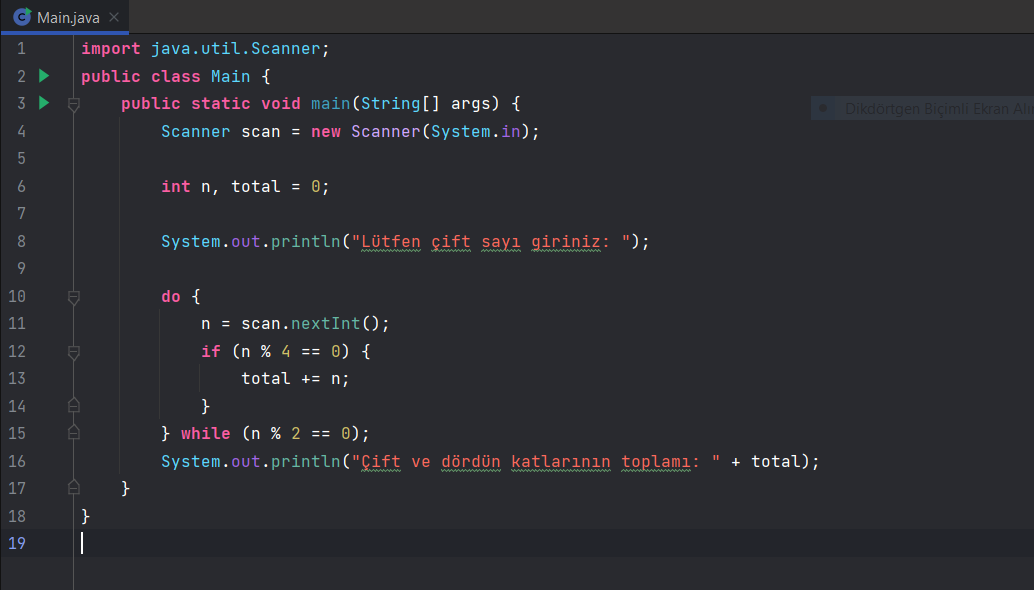 Main.java
1 import java.util.Scanner;
2 public class Main {
3 public static void main(String[] args) {
Dikdörtgen Biçimli Ekran Alın
4 Scanner scan = new Scanner(System.in);
5
6 int n, total = 0;
7
8 System.out.println("Lütfen çift sayı giriniz: ");
9
10 do {
11 n = scan.nextInt();
12 if (n % 4 == 0) {
13 total += n;
14 }
15 } while (n % 2 == 0);
16 System.out.println("Çift ve dördün katlarının toplamı: " + total);
17 }
18 }
19